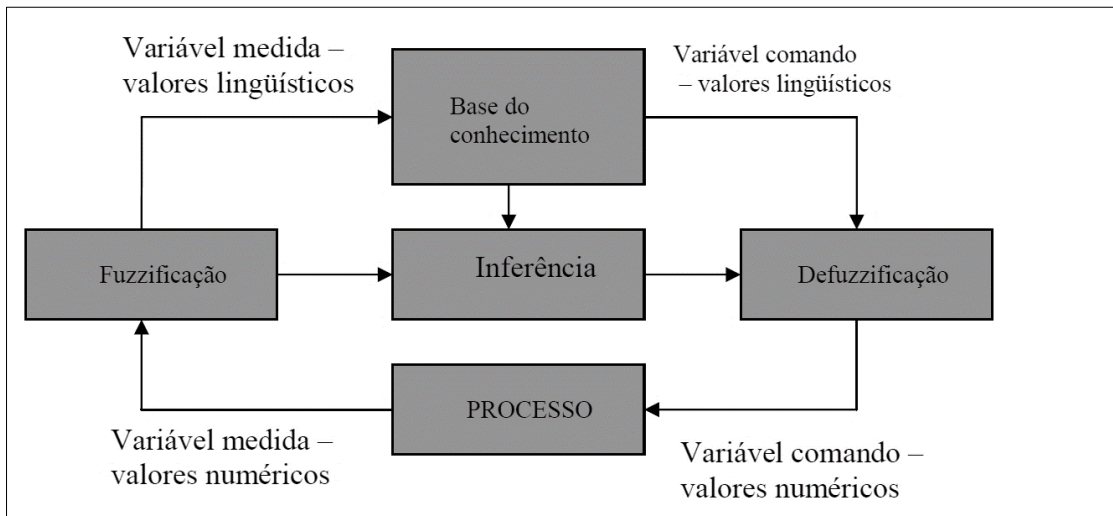 Variável medida –
valores lingüísticos
Variável comando
– valores lingüísticos
Base do
conhecimento
Fuzzificação
Inferência
Defuzzificação
PROCESSO
Variável medida –
valores numéricos
Variável comando –
valores numéricos